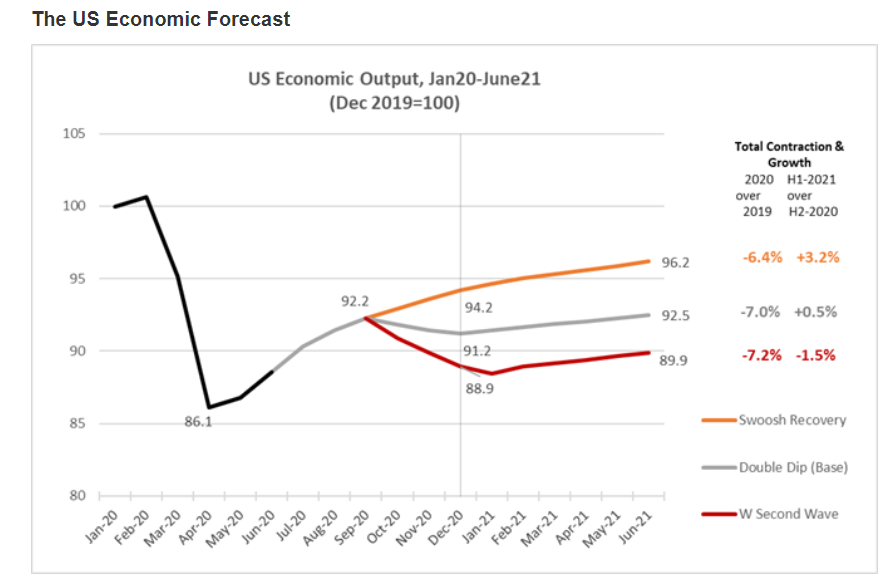 The US Economic Forecast
US Economic Output, Jan20-June21
(Dec 2019=100)
105
100
95
90
85
80
92.2
86.1
94.2
91.2
88.9
96.2
92.5
89.9
Jan-20
Feb-20
Mar-20
Apr-20
May-20
Jun-20
Jul-20
Aug-20
Sep-20
Oct-20
Nov-20
Dec-20
Jan-21
Feb-21
Mar-21
Apr-21
May-21
Jun-21
Total Contraction &
Growth
2020 H1-2021
over over
2019 H2-2020
-6.4% +3.2%
-7.0% +0.5%
-7.2% -1.5%
Swoosh Recovery
Double Dip (Base)
W Second Wave